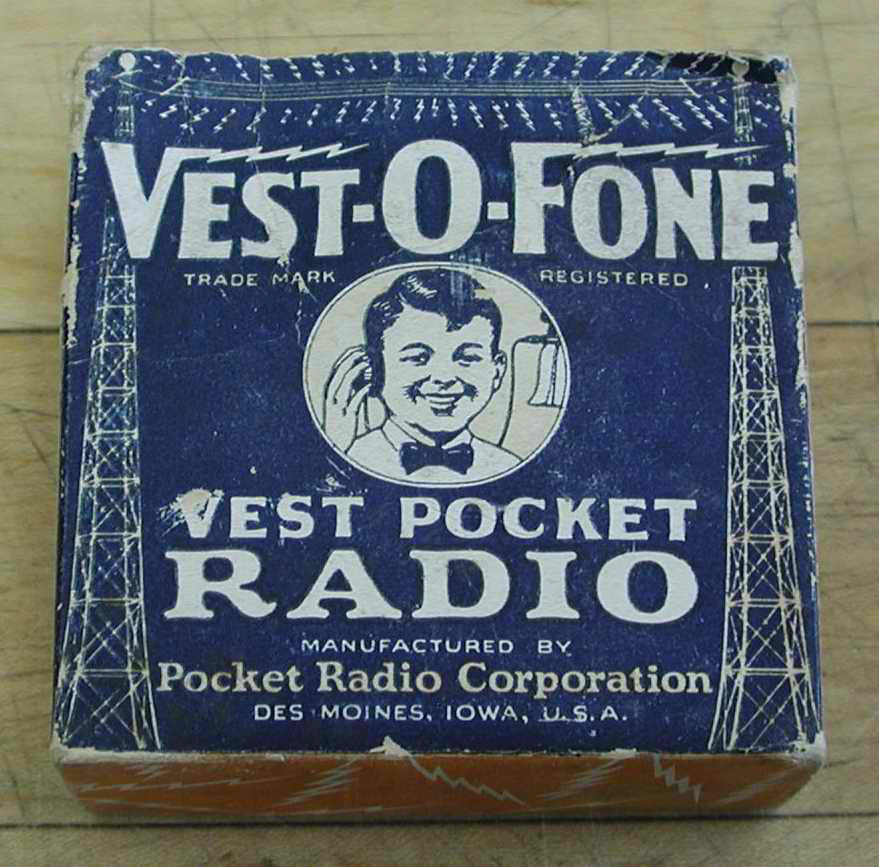 VEST-O-FONE
TRADE MARK REGISTERED
VEST POCKET
RADIO
MANUFACTURED BY
Pocket Radio Corporation
DES MOINES, IOWA, U.S.A.